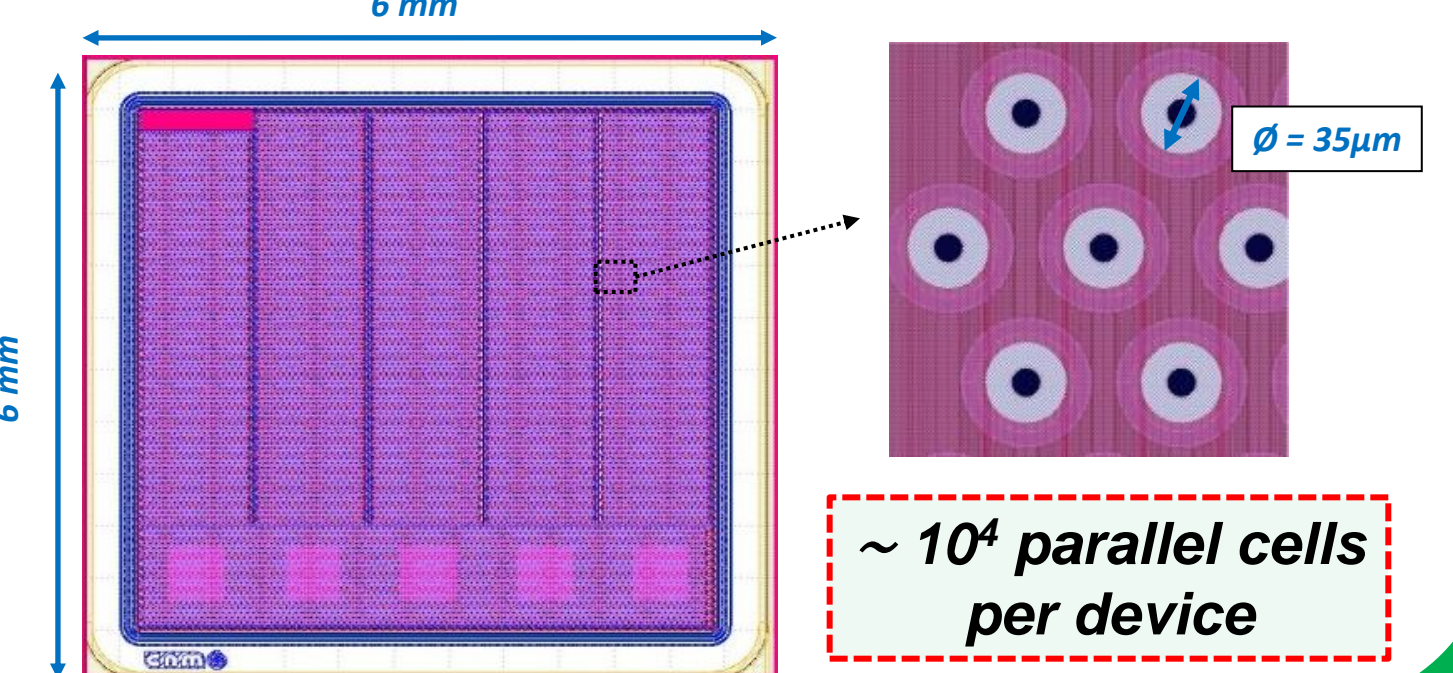 6 mm
6 mm
Ø = 35μm
~ 10⁴ parallel cells
per device
cnm